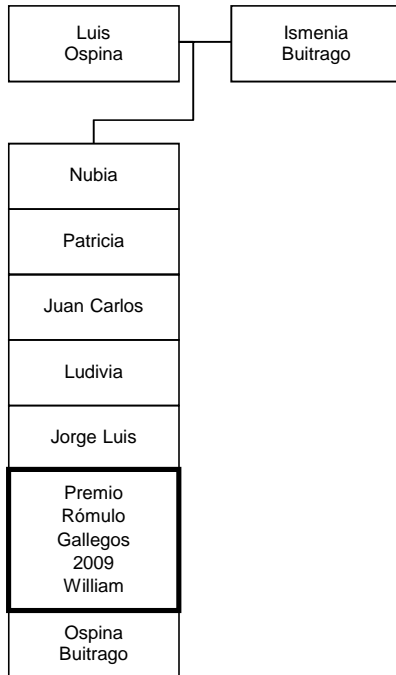 Luis
Ospina
Ismenia
Buitrago
Nubia
Patricia
Juan Carlos
Ludivia
Jorge Luis
Premio
Rómulo
Gallegos
2009
William
Ospina
Buitrago